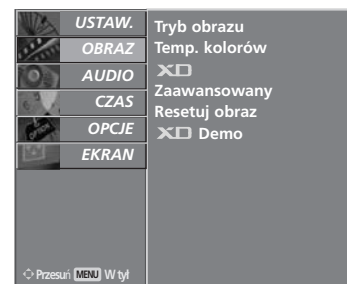 USTAW.
OBRAZ
AUDIO
CZAS
OPCJE
EKRAN
Przesuń MENU W tył
Tryb obrazu
Temp. kolorów
XD
Zaawansowany
Resetuj obraz
XD Demo